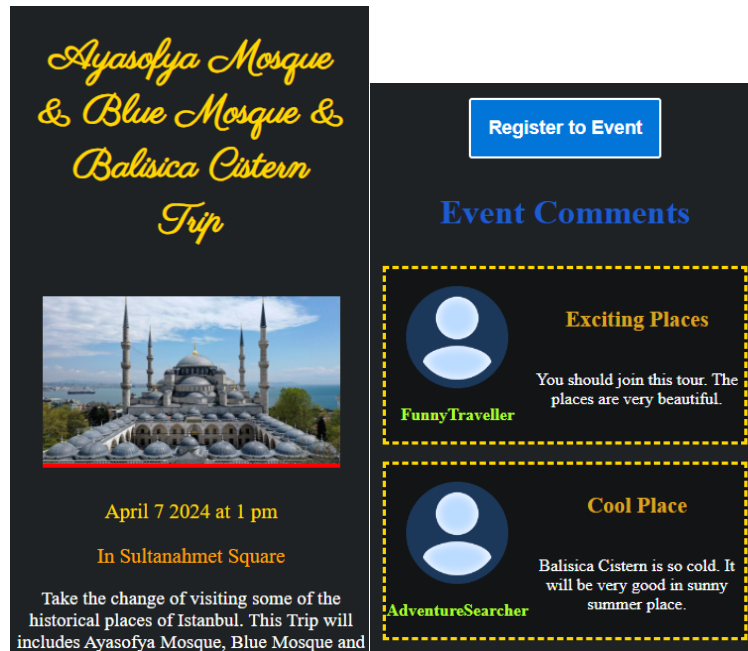 Ayasofya Mosque
& Blue Mosque &
Balisica Cistern
Trip
April 7 2024 at 1 pm
In Sultanahmet Square
Take the change of visiting some of the
historical places of Istanbul. This Trip will
includes Ayasofya Mosque, Blue Mosque and
Register to Event
Event Comments
Exciting Places
You should join this tour. The
places are very beautiful.
FunnyTraveller
Cool Place
Balisica Cistern is so cold. It
will be very good in sunny
summer place.
AdventureSearcher